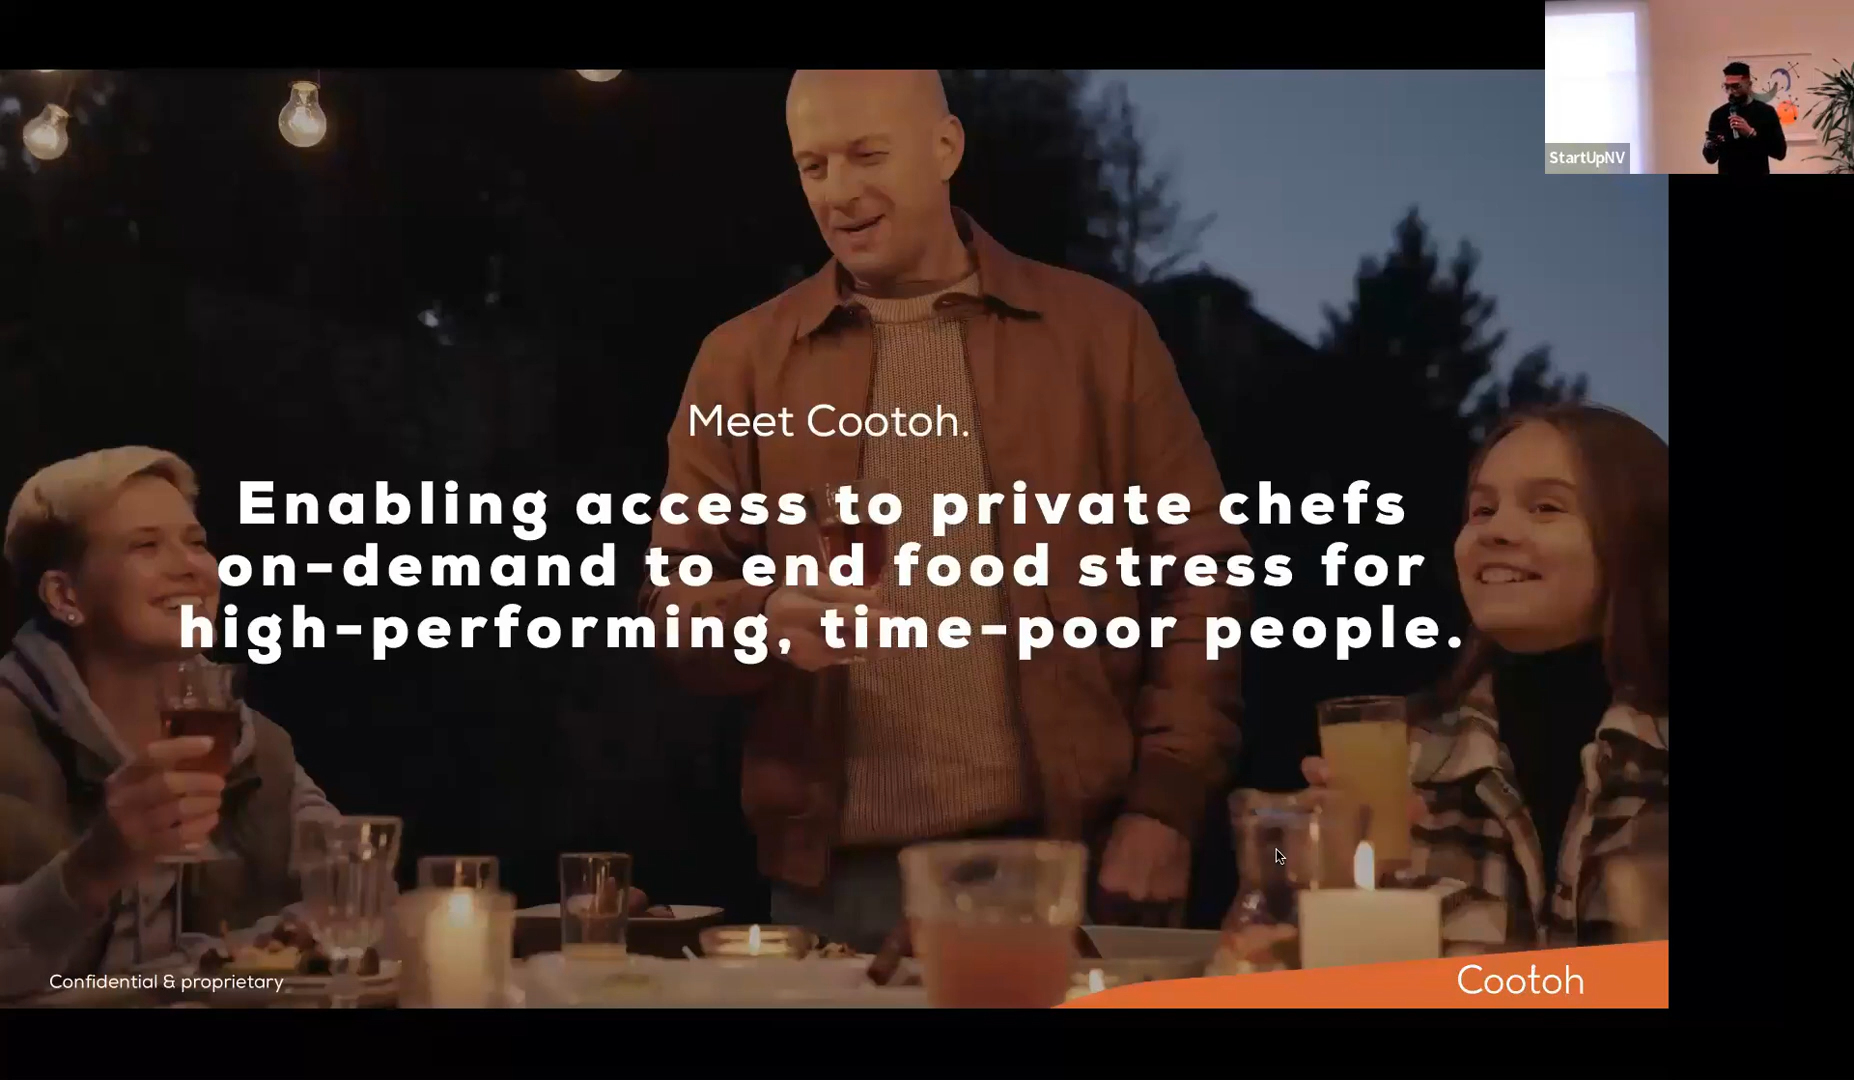 StartUpNV
Meet Cootoh.
Enabling access to private chefs
on-demand to end food stress for
high-performing, time-poor people.
Confidential & proprietary
Cootoh